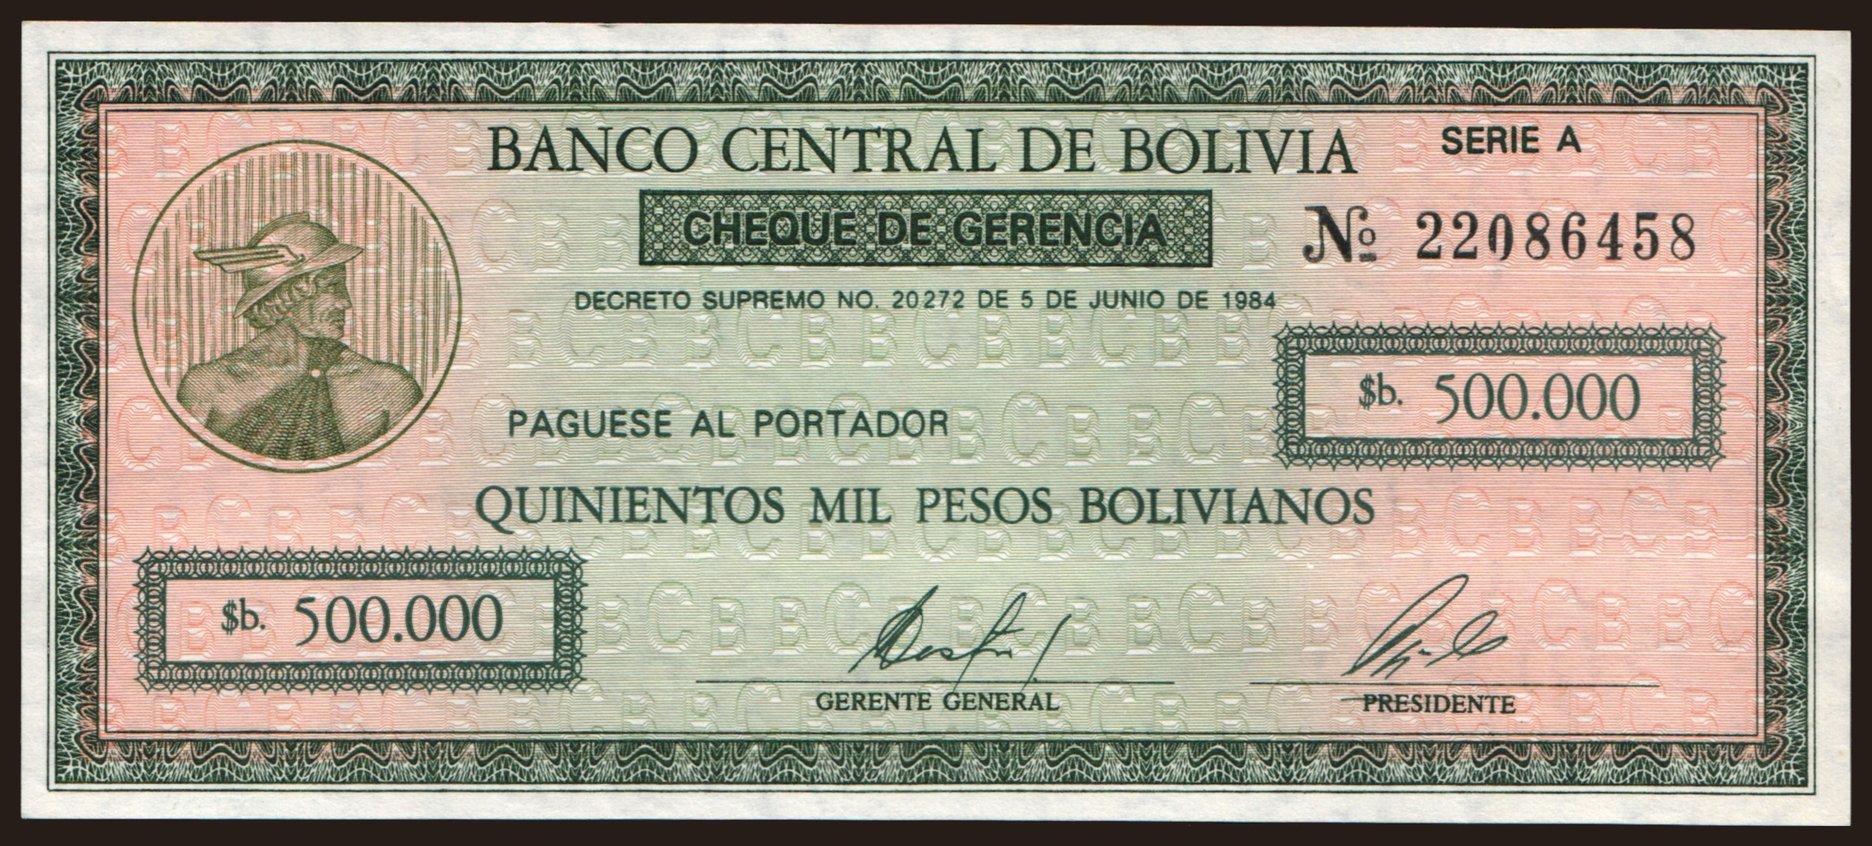 BANCO CENTRAL DE BOLIVIA
SERIE A
CHEQUE DE GERENCIA
Nº 22086458
DECRETO SUPREMO NO. 20272 DE 5 DE JUNIO DE 1984
$b. 500.000
PAGUESE AL PORTADOR
QUINIENTOS MIL PESOS BOLIVIANOS
$b. 500.000
GERENTE GENERAL
PRESIDENTE